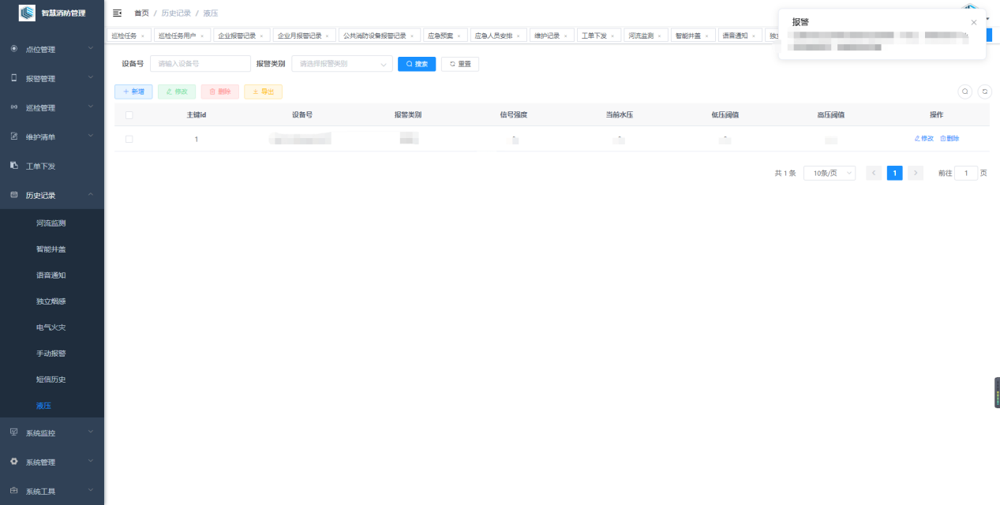 智慧消防管理
首页 / 历史记录 / 液压
报警
巡检任务 × 巡检任务用户 × 企业报警记录 × 企业月报警记录 × 公共消防设备报警记录 × 应急预案 × 应急人员安排 × 维护记录 × 工单下发 × 河流监测 × 智能井盖 × 语音通知 ×
设备号 请输入设备号 报警类别 请选择报警类别 搜索 重置
新增 修改 删除 导出
主键id 设备号 报警类别 信号强度 当前水压 低压阈值 高压阈值 操作
1 修改 删除
共 1 条 10条/页 1 前往 1 页
点位管理
报警管理
巡检管理
维护清单
工单下发
历史记录
河流监测
智能井盖
语音通知
独立烟感
电气火灾
手动报警
短信历史
液压
系统监控
系统管理
系统工具